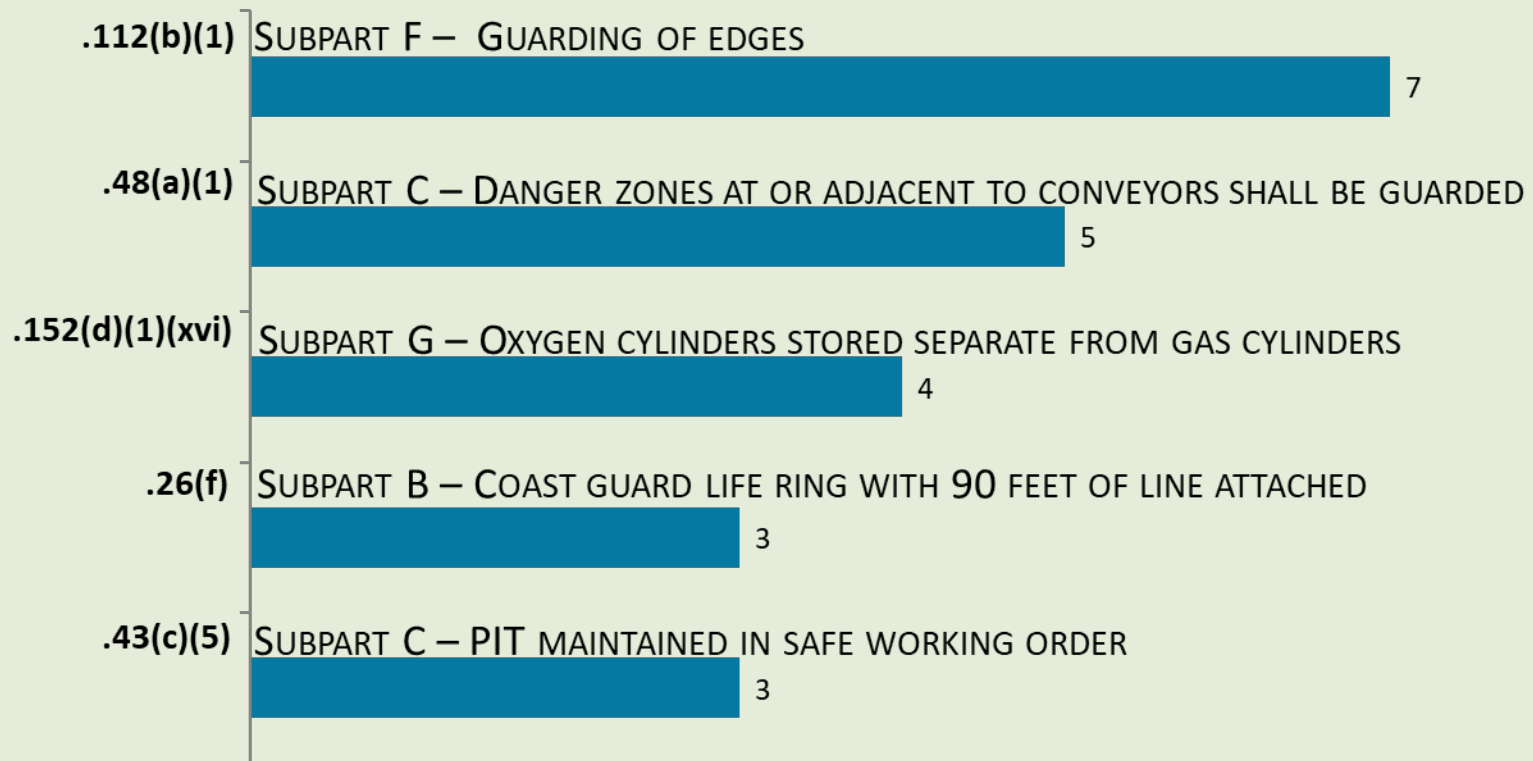 .112(b)(1) SUBPART F – GUARDING OF EDGES
7
.48(a)(1) SUBPART C – DANGER ZONES AT OR ADJACENT TO CONVEYORS SHALL BE GUARDED
5
.152(d)(1)(xvi) SUBPART G – OXYGEN CYLINDERS STORED SEPARATE FROM GAS CYLINDERS
4
.26(f) SUBPART B – COAST GUARD LIFE RING WITH 90 FEET OF LINE ATTACHED
3
.43(c)(5) SUBPART C – PIT MAINTAINED IN SAFE WORKING ORDER
3